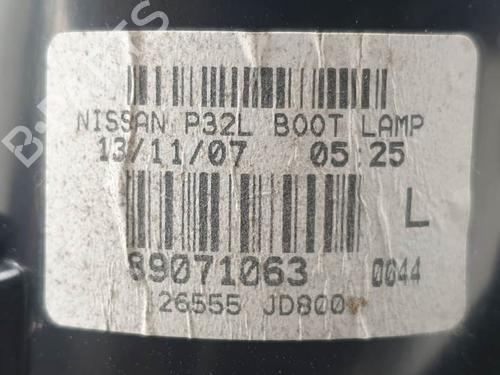 NISSAN P32L BOOT LAMP
13/11/07 05:25
L
89071063 0044
26555 JD800